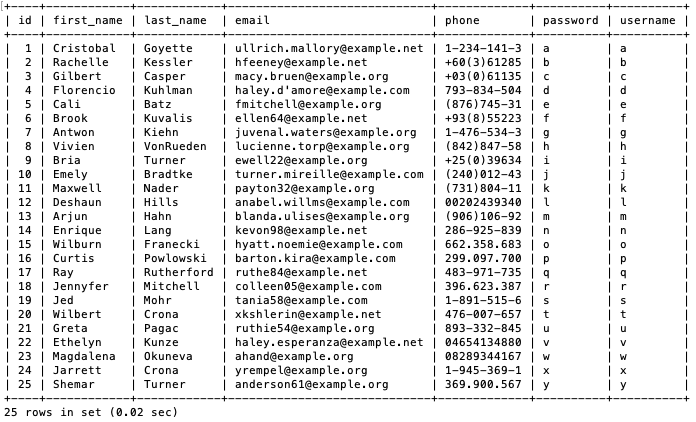 +----+------------+------------+------------------------------+--------------+----------+----------+
| id | first_name | last_name | email | phone | password | username |
+----+------------+------------+------------------------------+--------------+----------+----------+
| 1 | Cristobal | Goyette | ullrich.mallory@example.net | 1-234-141-3 | a | a |
| 2 | Rachelle | Kessler | hfeeney@example.net | +60(3)61285 | b | b |
| 3 | Gilbert | Casper | macy.bruen@example.org | +03(0)61135 | c | c |
| 4 | Florencio | Kuhlman | haley.d'amore@example.com | 793-834-504 | d | d |
| 5 | Cali | Batz | fmitchell@example.org | (876)745-31 | e | e |
| 6 | Brook | Kuvalis | ellen64@example.net | +93(8)55223 | f | f |
| 7 | Antwon | Kiehn | juvenal.waters@example.org | 1-476-534-3 | g | g |
| 8 | Vivien | VonRueden | lucienne.torp@example.org | (842)847-58 | h | h |
| 9 | Bria | Turner | ewell22@example.org | +25(0)39634 | i | i |
| 10 | Emely | Bradtke | turner.mireille@example.com | (240)012-43 | j | j |
| 11 | Maxwell | Nader | payton32@example.org | (731)804-11 | k | k |
| 12 | Deshaun | Hills | anabel.willms@example.com | 00202439340 | l | l |
| 13 | Arjun | Hahn | blanda.ulises@example.org | (906)106-92 | m | m |
| 14 | Enrique | Lang | kevon98@example.net | 286-925-839 | n | n |
| 15 | Wilburn | Franecki | hyatt.noemie@example.com | 662.358.683 | o | o |
| 16 | Curtis | Powlowski | barton.kira@example.com | 299.097.700 | p | p |
| 17 | Ray | Rutherford | ruthe84@example.net | 483-971-735 | q | q |
| 18 | Jennyfer | Mitchell | colleen05@example.com | 396.623.387 | r | r |
| 19 | Jed | Mohr | tania58@example.com | 1-891-515-6 | s | s |
| 20 | Wilbert | Crona | xkshlerin@example.net | 476-007-657 | t | t |
| 21 | Greta | Pagac | ruthie54@example.org | 893-332-845 | u | u |
| 22 | Ethelyn | Kunze | haley.esperanza@example.net | 04654134880 | v | v |
| 23 | Magdalena | Okuneva | ahand@example.org | 08289344167 | w | w |
| 24 | Jarrett | Crona | yrempel@example.org | 1-945-369-1 | x | x |
| 25 | Shemar | Turner | anderson61@example.org | 369.900.567 | y | y |
+----+------------+------------+------------------------------+--------------+----------+----------+
25 rows in set (0.02 sec)